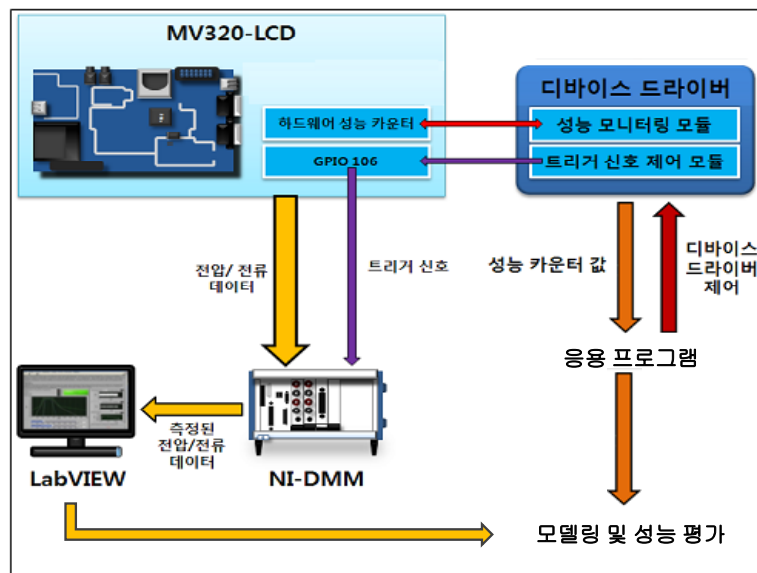 MV320-LCD
하드웨어 성능 카운터
GPIO 106
디바이스 드라이버
성능 모니터링 모듈
트리거 신호 제어 모듈
전압/ 전류
데이터
트리거 신호
성능 카운터 값
디바이스
드라이버
제어
응용 프로그램
측정된
전압/전류
데이터
LabVIEW
NI-DMM
모델링 및 성능 평가